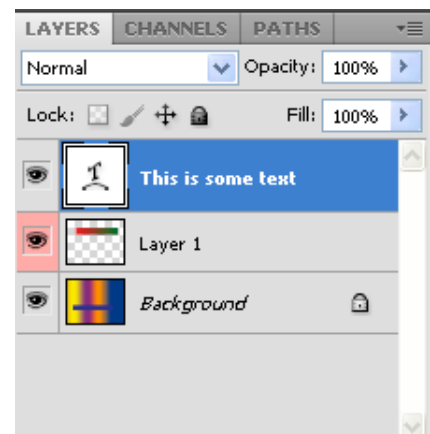 LAYERS CHANNELS PATHS
Normal Opacity: 100%
Lock: Fill: 100%
This is some text
Layer 1
Background